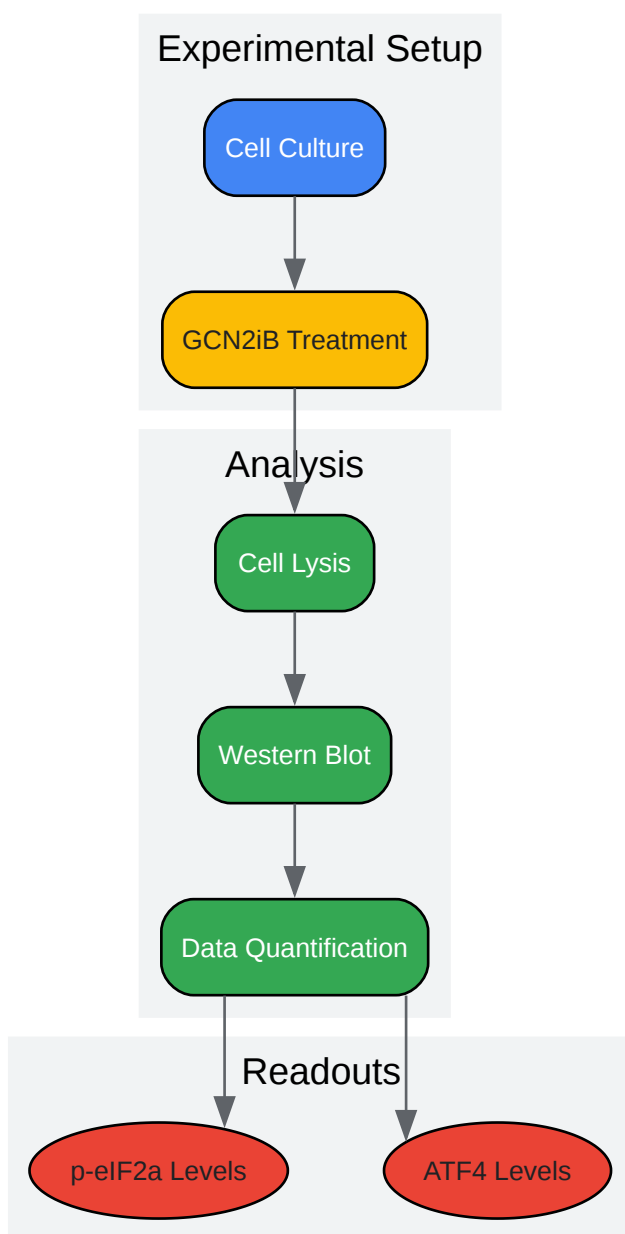 Experimental Setup
Cell Culture
GCN2iB Treatment
Analysis
Cell Lysis
Western Blot
Data Quantification
Readouts
p-eIF2a Levels
ATF4 Levels